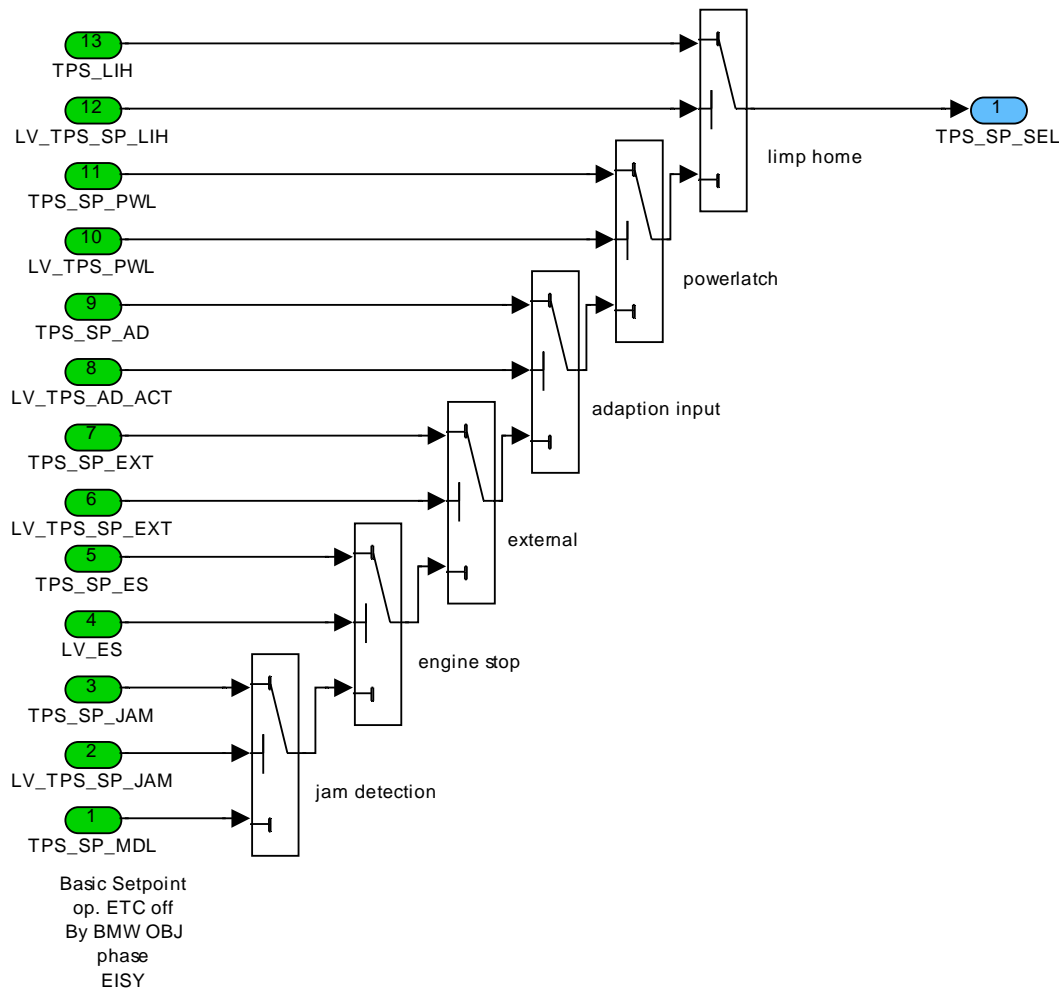 13
TPS_LIH
12
LV_TPS_SP_LIH
1
TPS_SP_SEL
limp home
11
TPS_SP_PWL
10
LV_TPS_PWL
powerlatch
9
TPS_SP_AD
8
LV_TPS_AD_ACT
adaption input
7
TPS_SP_EXT
6
LV_TPS_SP_EXT
external
5
TPS_SP_ES
4
LV_ES
engine stop
3
TPS_SP_JAM
2
LV_TPS_SP_JAM
jam detection
1
TPS_SP_MDL
Basic Setpoint
op. ETC off
By BMW OBJ
phase
EISY